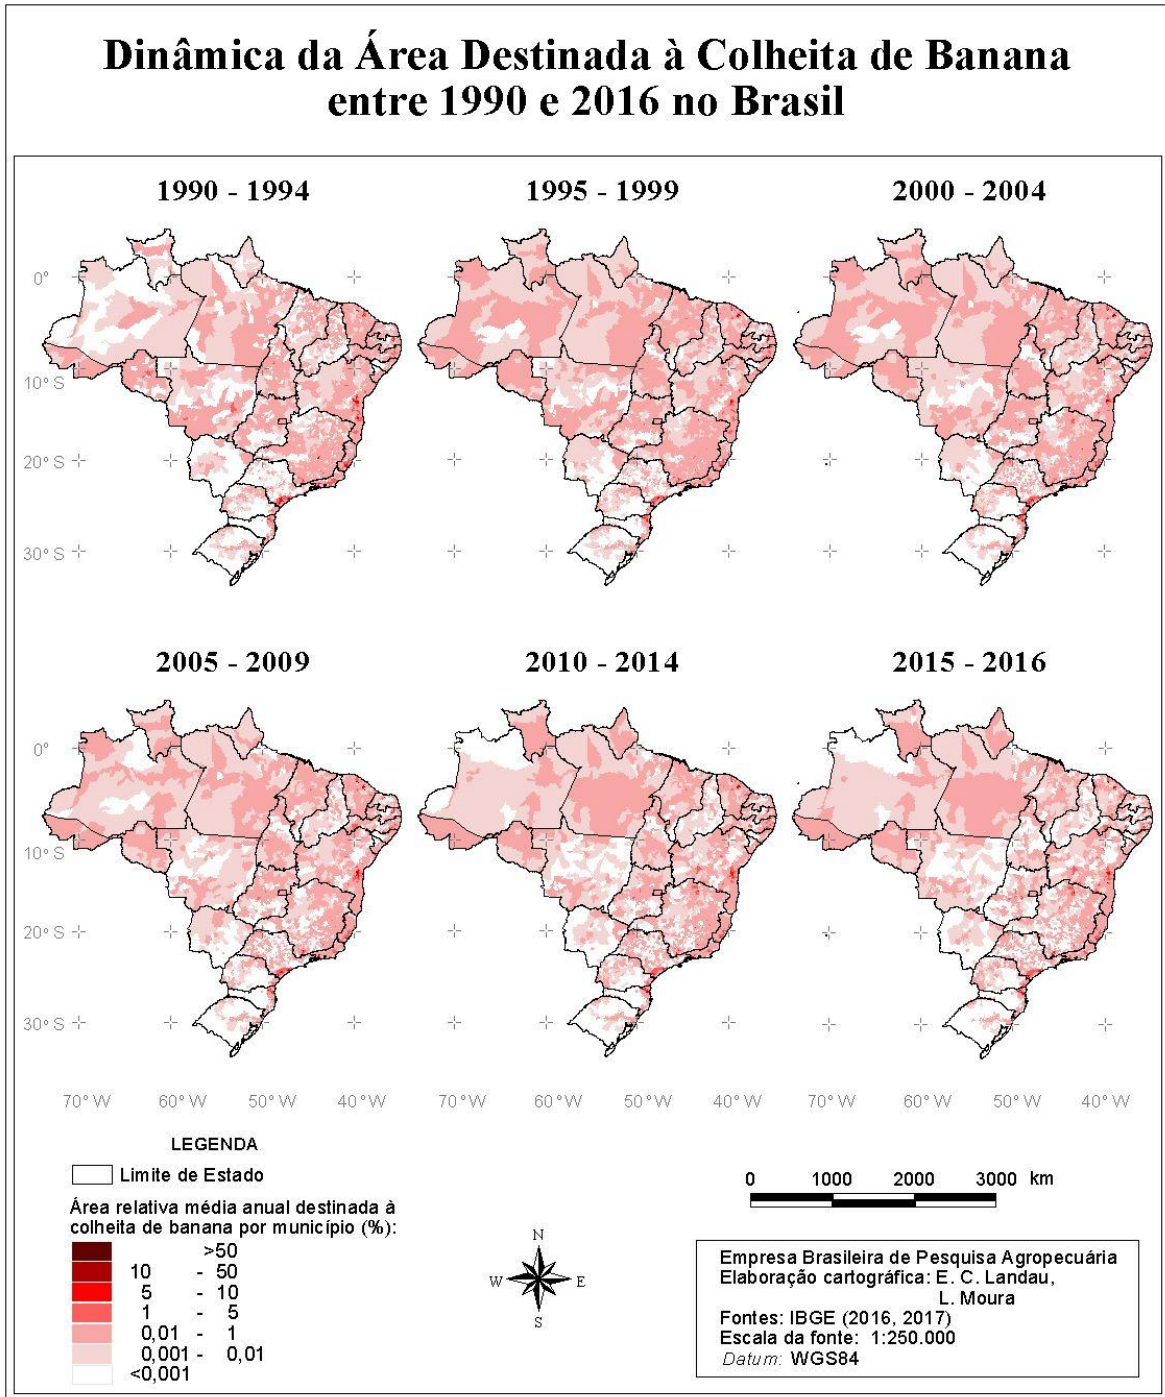 Dinâmica da Área Destinada à Colheita de Banana
entre 1990 e 2016 no Brasil
1990 - 1994
1995 - 1999
2000 - 2004
0°
10° S
20° S
30° S
2005 - 2009
2010 - 2014
2015 - 2016
0°
10° S
20° S
30° S
70° W 60° W 50° W 40° W 70° W 60° W 50° W 40° W 70° W 60° W 50° W 40° W
LEGENDA
Limite de Estado
Área relativa média anual destinada à
colheita de banana por município (%):
>50
10 - 50
5 - 10
1 - 5
0,01 - 1
0,001 - 0,01
<0,001
N
W E
S
0 1000 2000 3000 km
Empresa Brasileira de Pesquisa Agropecuária
Elaboração cartográfica: E. C. Landau,
L. Moura
Fontes: IBGE (2016, 2017)
Escala da fonte: 1:250.000
Datum: WGS84